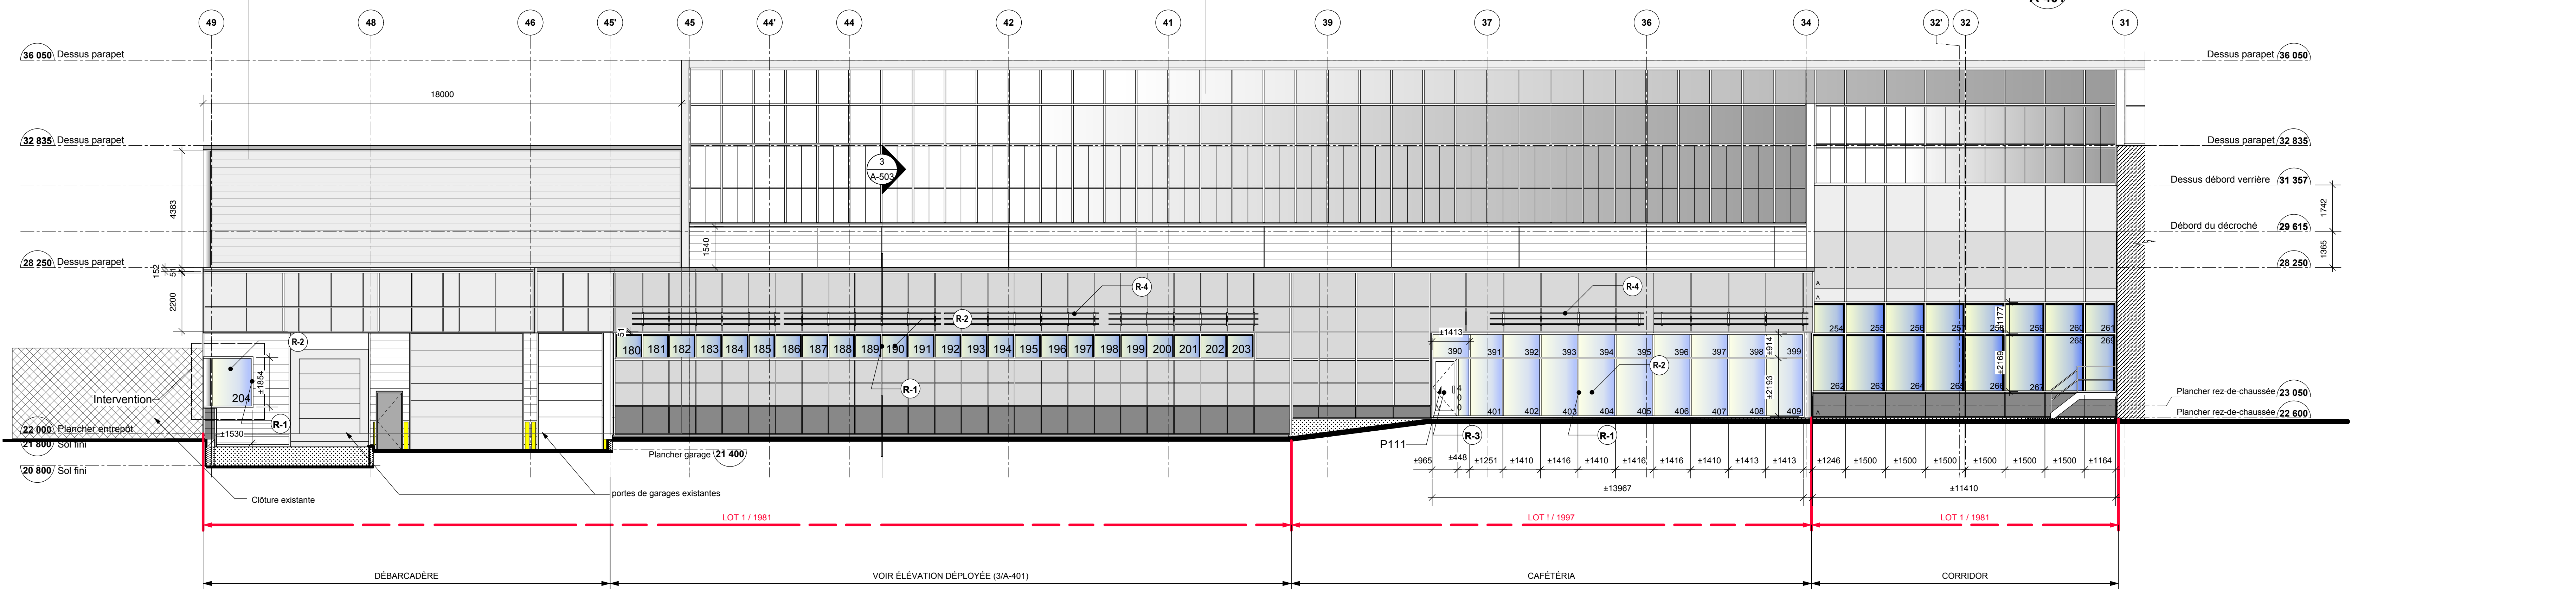 A-401
49 48 46 45' 45 44' 44 42 41 39 37 36 34 32' 32 31
36 050 Dessus parapet
Dessus parapet 36 050
18000
32 835 Dessus parapet
Dessus parapet 32 835
3
A-503
Dessus débord verrière 31 357
4383
1742
Débord du décroché 29 615
1540
1365
28 250 Dessus parapet
28 250
152
51
2200
R-4
R-4
A
A
R-2
51
±1413
254 255 256 257 258 259 260 261
±1177
R-2
180 181 182 183 184 185 186 187 188 189 190 191 192 193 194 195 196 197 198 199 200 201 202 203
390 391 392 393 394 395 396 397 398 399
±914
268 269
R-2
±1854
±2169
R-1
±2193
262 263 264 265 266 267
Plancher rez-de-chaussée 23 050
Intervention
204
400
401 402 403 404 405 406 407 408 409
A
Plancher rez-de-chaussée 22 600
R-1
22 000 Plancher entrepôt
±1530
R-3
R-1
21 800 Sol fini
P111
Plancher garage 21 400
±965 ±448 ±1251 ±1410 ±1416 ±1410 ±1416 ±1416 ±1410 ±1413 ±1413 ±1246 ±1500 ±1500 ±1500 ±1500 ±1500 ±1500 ±1164
20 800 Sol fini
±13967
±11410
portes de garages existantes
Clôture existante
LOT 1 / 1981
LOT ! / 1997
LOT 1 / 1981
DÉBARCADÈRE
VOIR ÉLÉVATION DÉPLOYÉE (3/A-401)
CAFÉTÉRIA
CORRIDOR